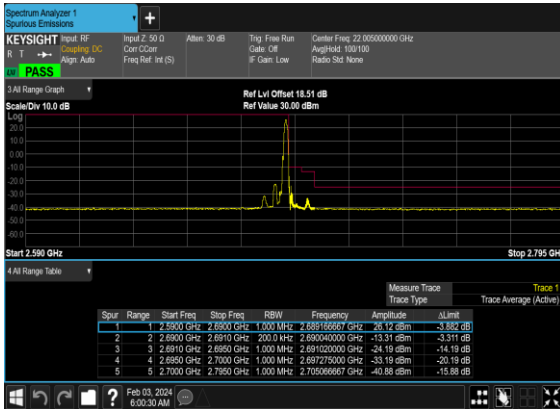 Spectrum Analyzer 1
Spurious Emissions
+
KEYSIGHT Input: RF Input Z: 50 Ω Atten: 30 dB Trig: Free Run Center Freq: 22.005000000 GHz
R T Coupling: DC Corr CCorr Gate: Off Avg|Hold: 100/100
Align: Auto Freq Ref: Int (S) IF Gain: Low Radio Std: None
PASS
3 All Range Graph Ref Lvl Offset 18.51 dB
Scale/Div 10.0 dB Ref Value 30.00 dBm
Log
20.0
10.0
0.00
-10.0
-20.0
-30.0
-40.0
-50.0
-60.0
Start 2.590 GHz Stop 2.795 GH
4 All Range Table
Measure Trace Trace 1
Trace Type Trace Average (Active)
Spur Range Start Freq Stop Freq RBW Frequency Amplitude ΔLimit
1 1 2.5900 GHz 2.6900 GHz 1.000 MHz 2.689166667 GHz 26.12 dBm -3.882 dB
2 2 2.6900 GHz 2.6910 GHz 200.0 kHz 2.690040000 GHz -13.31 dBm -3.311 dB
3 3 2.6910 GHz 2.6950 GHz 1.000 MHz 2.691020000 GHz -24.19 dBm -14.19 dB
4 4 2.6950 GHz 2.7000 GHz 1.000 MHz 2.697275000 GHz -33.19 dBm -20.19 dB
5 5 2.7000 GHz 2.7950 GHz 1.000 MHz 2.705066667 GHz -40.88 dBm -15.88 dB
? Feb 03, 2024
6:00:30 AM